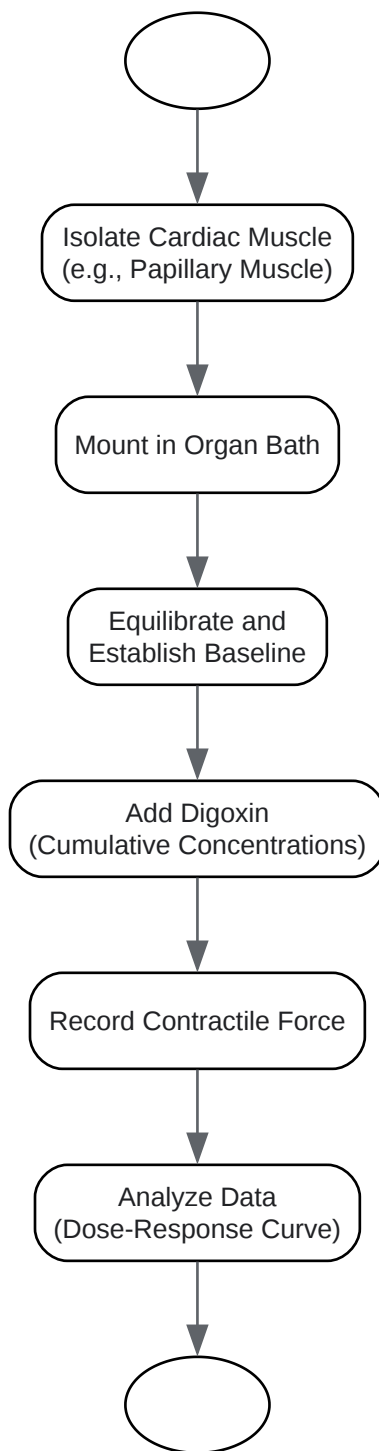 Isolate Cardiac Muscle
(e.g., Papillary Muscle)
Mount in Organ Bath
Equilibrate and
Establish Baseline
Add Digoxin
(Cumulative Concentrations)
Record Contractile Force
Analyze Data
(Dose-Response Curve)